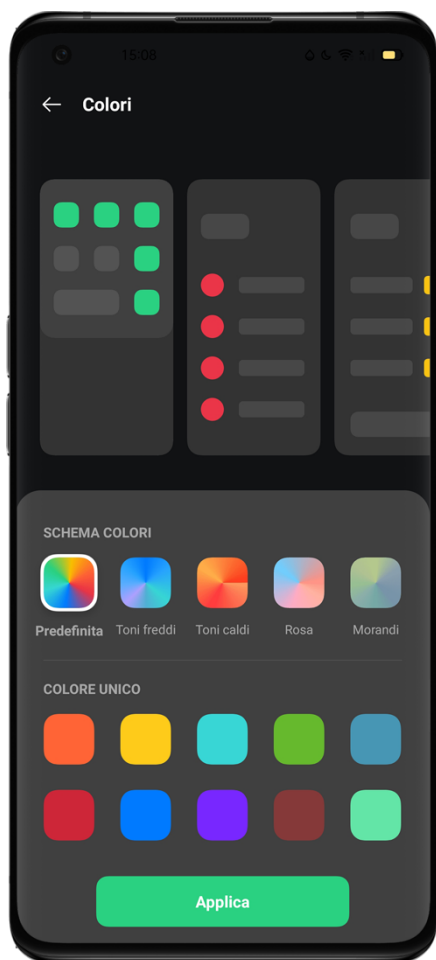 15:08
Colori
SCHEMA COLORI
Predefinita Toni freddi Toni caldi Rosa Morandi
COLORE UNICO
Applica